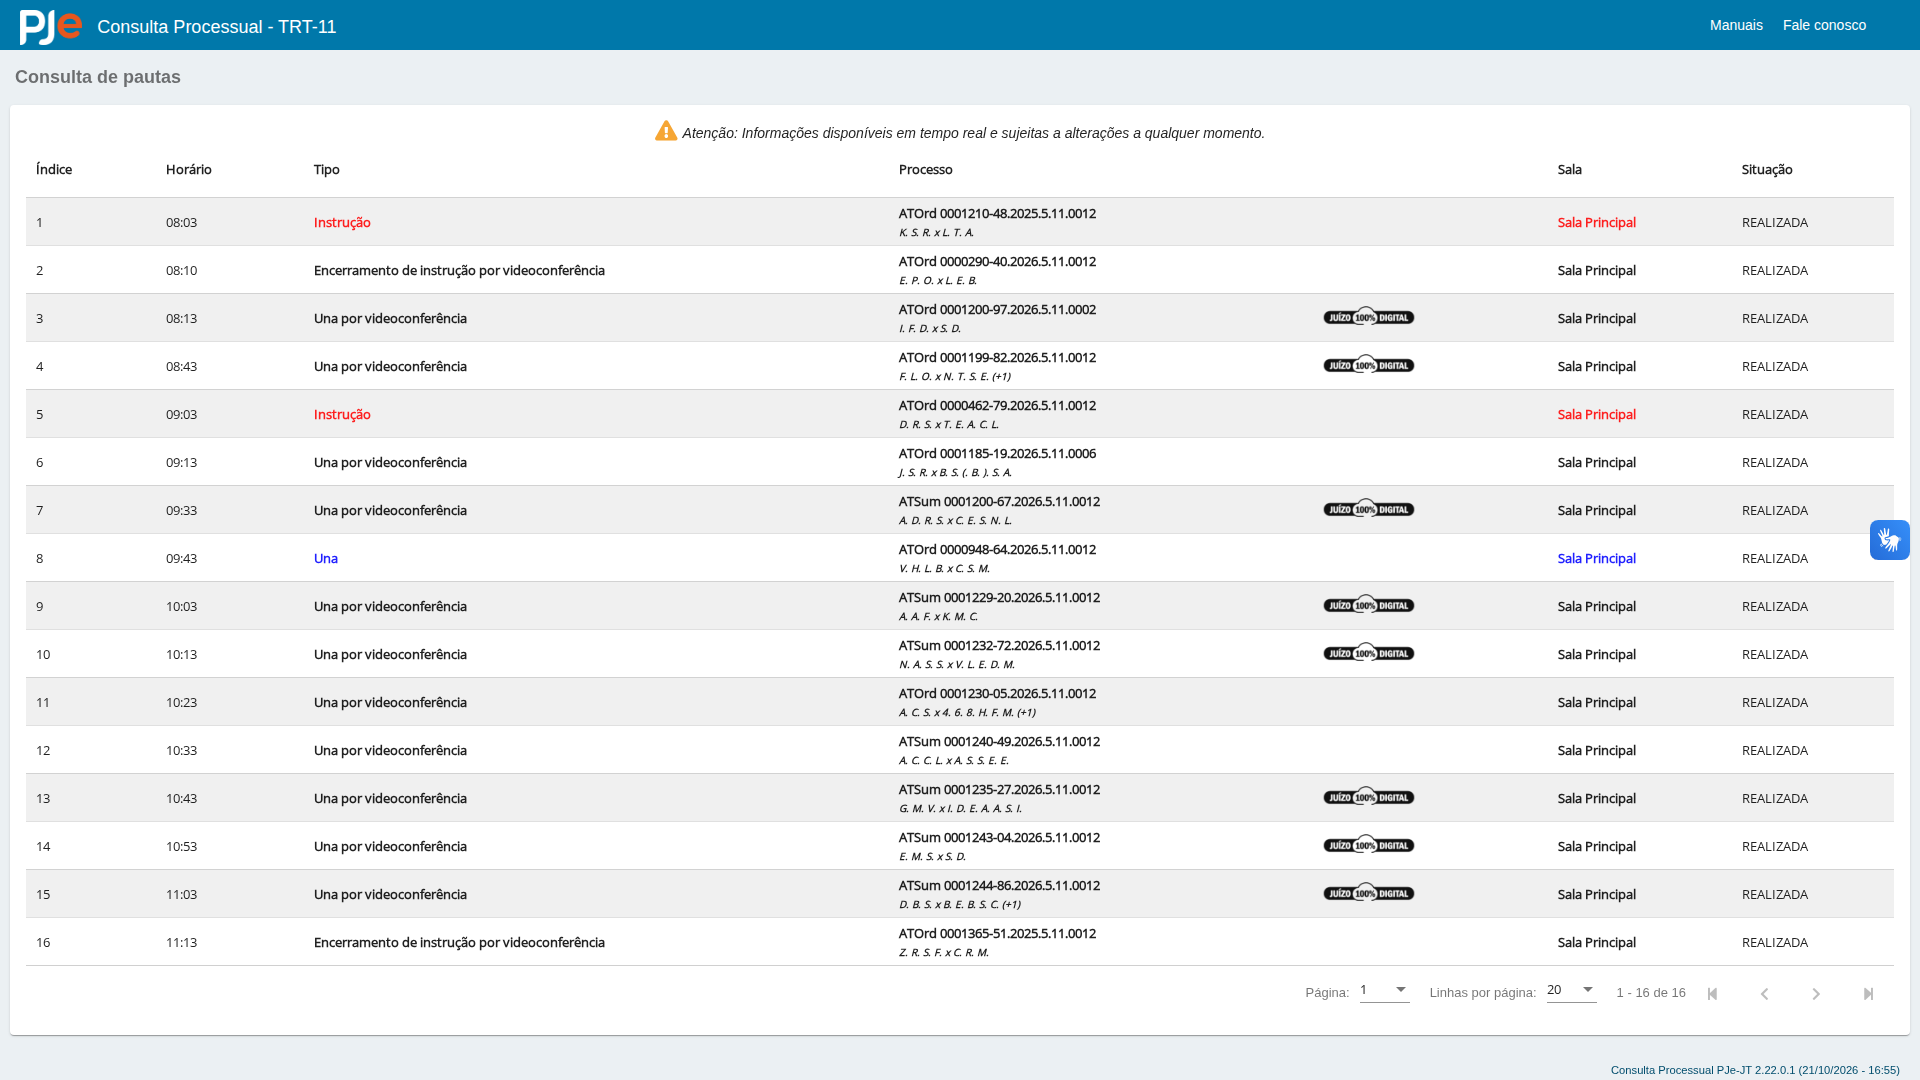 PJe Consulta Processual - TRT-11 Manuais Fale conosco
Consulta de pautas
Atenção: Informações disponíveis em tempo real e sujeitas a alterações a qualquer momento.
Índice Horário Tipo Processo Sala Situação
1 08:03 Instrução ATOrd 0001210-48.2025.5.11.0012 Sala Principal REALIZADA
K. S. R. x L. T. A.
2 08:10 Encerramento de instrução por videoconferência ATOrd 0000290-40.2026.5.11.0012 Sala Principal REALIZADA
E. P. O. x L. E. B.
3 08:13 Una por videoconferência ATOrd 0001200-97.2026.5.11.0002 JUÍZO 100% DIGITAL Sala Principal REALIZADA
I. F. D. x S. D.
4 08:43 Una por videoconferência ATOrd 0001199-82.2026.5.11.0012 JUÍZO 100% DIGITAL Sala Principal REALIZADA
F. L. O. x N. T. S. E. (+1)
5 09:03 Instrução ATOrd 0000462-79.2026.5.11.0012 Sala Principal REALIZADA
D. R. S. x T. E. A. C. L.
6 09:13 Una por videoconferência ATOrd 0001185-19.2026.5.11.0006 Sala Principal REALIZADA
J. S. R. x B. S. (. B. ). S. A.
7 09:33 Una por videoconferência ATSum 0001200-67.2026.5.11.0012 JUÍZO 100% DIGITAL Sala Principal REALIZADA
A. D. R. S. x C. E. S. N. L.
8 09:43 Una ATOrd 0000948-64.2026.5.11.0012 Sala Principal REALIZADA
V. H. L. B. x C. S. M.
9 10:03 Una por videoconferência ATSum 0001229-20.2026.5.11.0012 JUÍZO 100% DIGITAL Sala Principal REALIZADA
A. A. F. x K. M. C.
10 10:13 Una por videoconferência ATSum 0001232-72.2026.5.11.0012 JUÍZO 100% DIGITAL Sala Principal REALIZADA
N. A. S. S. x V. L. E. D. M.
11 10:23 Una por videoconferência ATOrd 0001230-05.2026.5.11.0012 Sala Principal REALIZADA
A. C. S. x 4. 6. 8. H. F. M. (+1)
12 10:33 Una por videoconferência ATSum 0001240-49.2026.5.11.0012 Sala Principal REALIZADA
A. C. C. L. x A. S. S. E. E.
13 10:43 Una por videoconferência ATSum 0001235-27.2026.5.11.0012 JUÍZO 100% DIGITAL Sala Principal REALIZADA
G. M. V. x I. D. E. A. A. S. I.
14 10:53 Una por videoconferência ATSum 0001243-04.2026.5.11.0012 JUÍZO 100% DIGITAL Sala Principal REALIZADA
E. M. S. x S. D.
15 11:03 Una por videoconferência ATSum 0001244-86.2026.5.11.0012 JUÍZO 100% DIGITAL Sala Principal REALIZADA
D. B. S. x B. E. B. S. C. (+1)
16 11:13 Encerramento de instrução por videoconferência ATOrd 0001365-51.2025.5.11.0012 Sala Principal REALIZADA
Z. R. S. F. x C. R. M.
Página: 1 Linhas por página: 20 1 - 16 de 16
Consulta Processual PJe-JT 2.22.0.1 (21/10/2026 - 16:55)